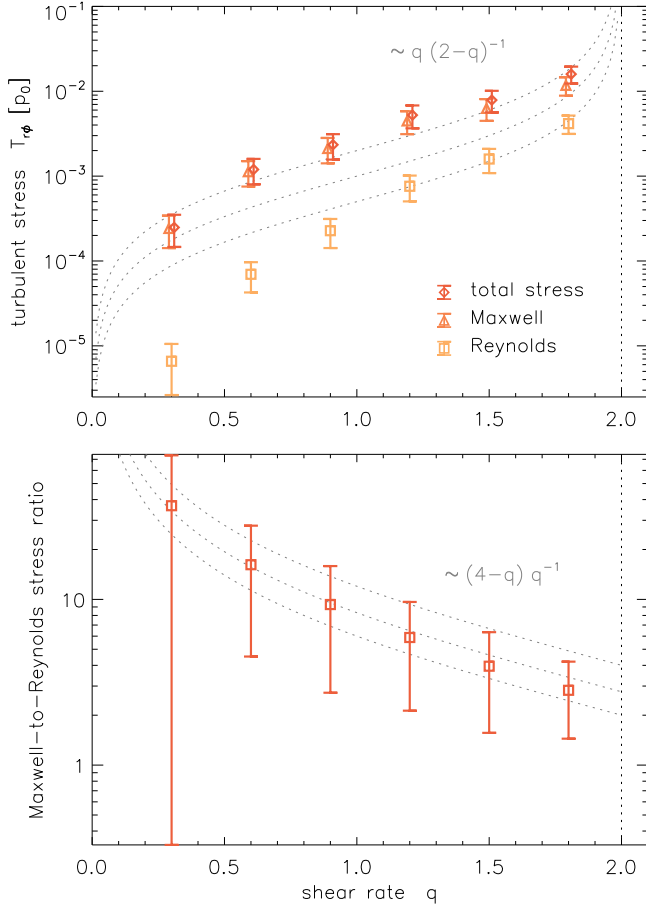 10⁻¹
10⁻²
10⁻³
10⁻⁴
10⁻⁵
turbulent stress T_rϕ [p₀]
~ q (2−q)⁻¹
total stress
Maxwell
Reynolds
0.0 0.5 1.0 1.5 2.0
10
1
Maxwell−to−Reynolds stress ratio
~ (4−q) q⁻¹
0.0 0.5 1.0 1.5 2.0
shear rate q